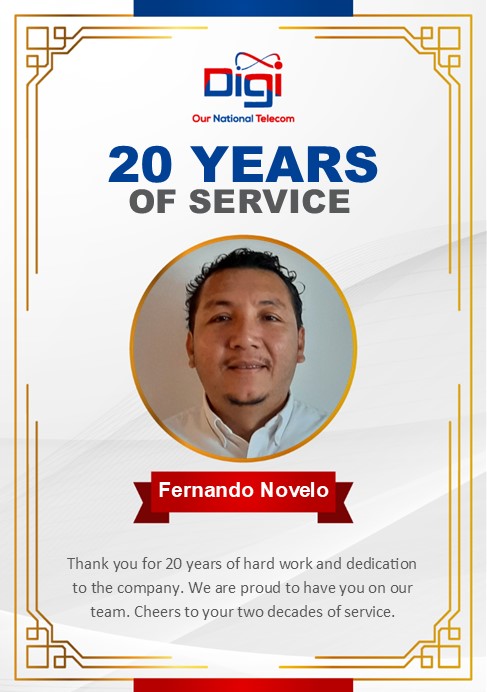 Digi
Our National Telecom
20 YEARS
OF SERVICE
Fernando Novelo
Thank you for 20 years of hard work and dedication
to the company. We are proud to have you on our
team. Cheers to your two decades of service.